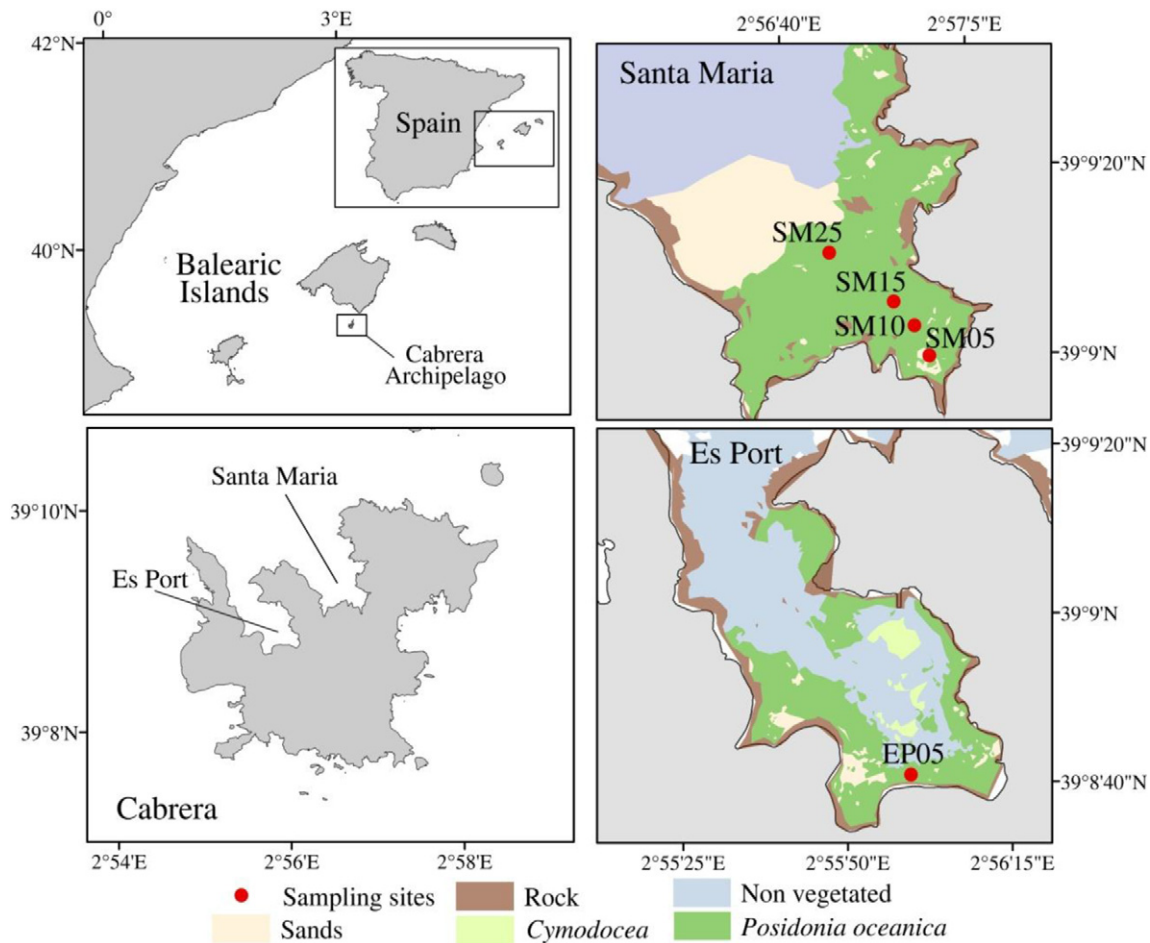 0°
3°E
42°N
40°N
Spain
Balearic
Islands
Cabrera
Archipelago
2°56'40"E
2°57'5"E
Santa Maria
39°9'20"N
39°9'N
SM25
SM15
SM10
SM05
Santa Maria
Es Port
39°10'N
39°8'N
Cabrera
2°54'E
2°56'E
2°58'E
Es Port
39°9'20"N
39°9'N
EP05
39°8'40"N
2°55'25"E
2°55'50"E
2°56'15"E
Sampling sites
Rock
Non vegetated
Sands
Cymodocea
Posidonia oceanica